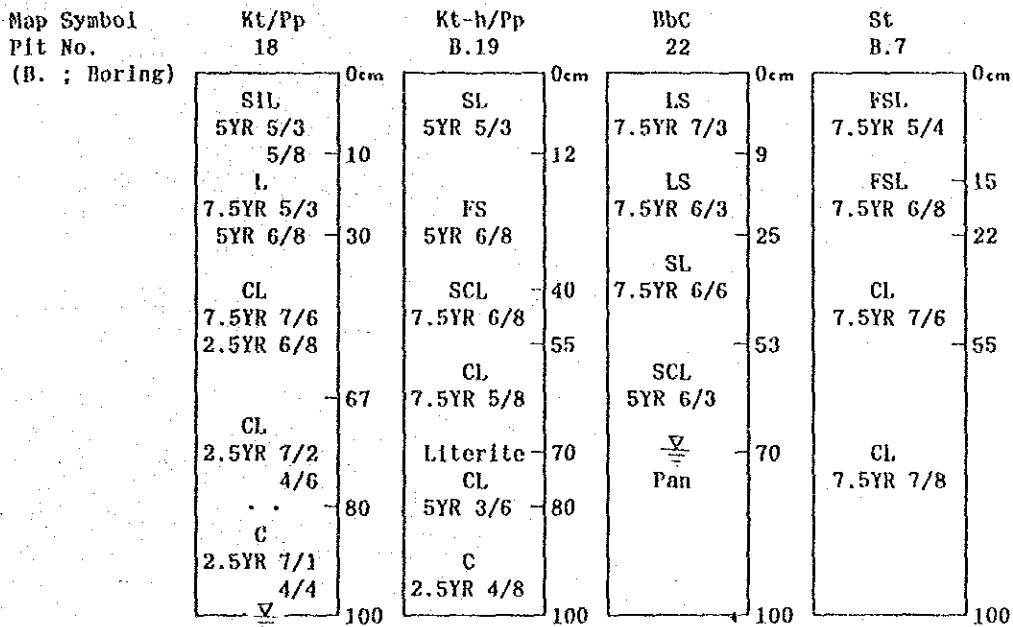 Map Symbol Kt/Pp Kt-h/Pp BbC St
Pit No. 18 B.19 22 B.7
(B. ; Boring) 0cm 0cm 0cm 0cm
SiL SL LS FSL
5YR 5/3 5YR 5/3 7.5YR 7/3 7.5YR 5/4
5/8 10 12 9
L LS FSL 15
7.5YR 5/3 FS 7.5YR 6/3 7.5YR 6/8
5YR 6/8 30 5YR 6/8 25 22
SL
CL SCL 40 7.5YR 6/6 CL
7.5YR 7/6 7.5YR 6/8 7.5YR 7/6
2.5YR 6/8 55 53 55
CL SCL
67 7.5YR 5/8 5YR 6/3
CL
2.5YR 7/2 Literite 70 70 CL
4/6 CL Pan 7.5YR 7/8
. . 80 5YR 3/6 80
C
2.5YR 7/1 C
4/4 2.5YR 4/8
100 100 100 100